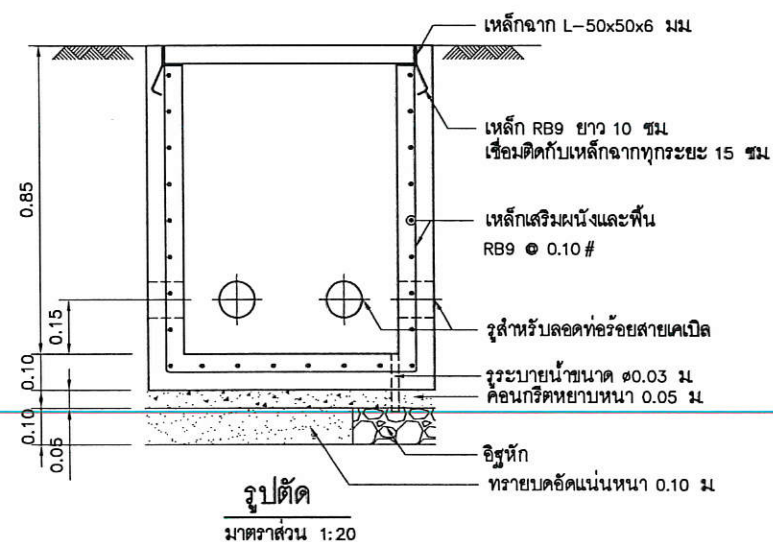 เหล็กฉาก L-50x50x6 มม.
เหล็ก RB9 ยาว 10 ซม.
เชื่อมติดกับเหล็กฉากทุกระยะ 15 ซม.
0.85
เหล็กเสริมผนังและพื้น
RB9 @ 0.10 #
0.15
รูสำหรับลอดท่อร้อยสายเคเบิล
0.10
รูระบายน้ำขนาด ø0.03 ม.
คอนกรีตหยาบหนา 0.05 ม.
0.10
0.05
อิฐหัก
ทรายบดอัดแน่นหนา 0.10 ม.
รูปตัด
มาตราส่วน 1:20